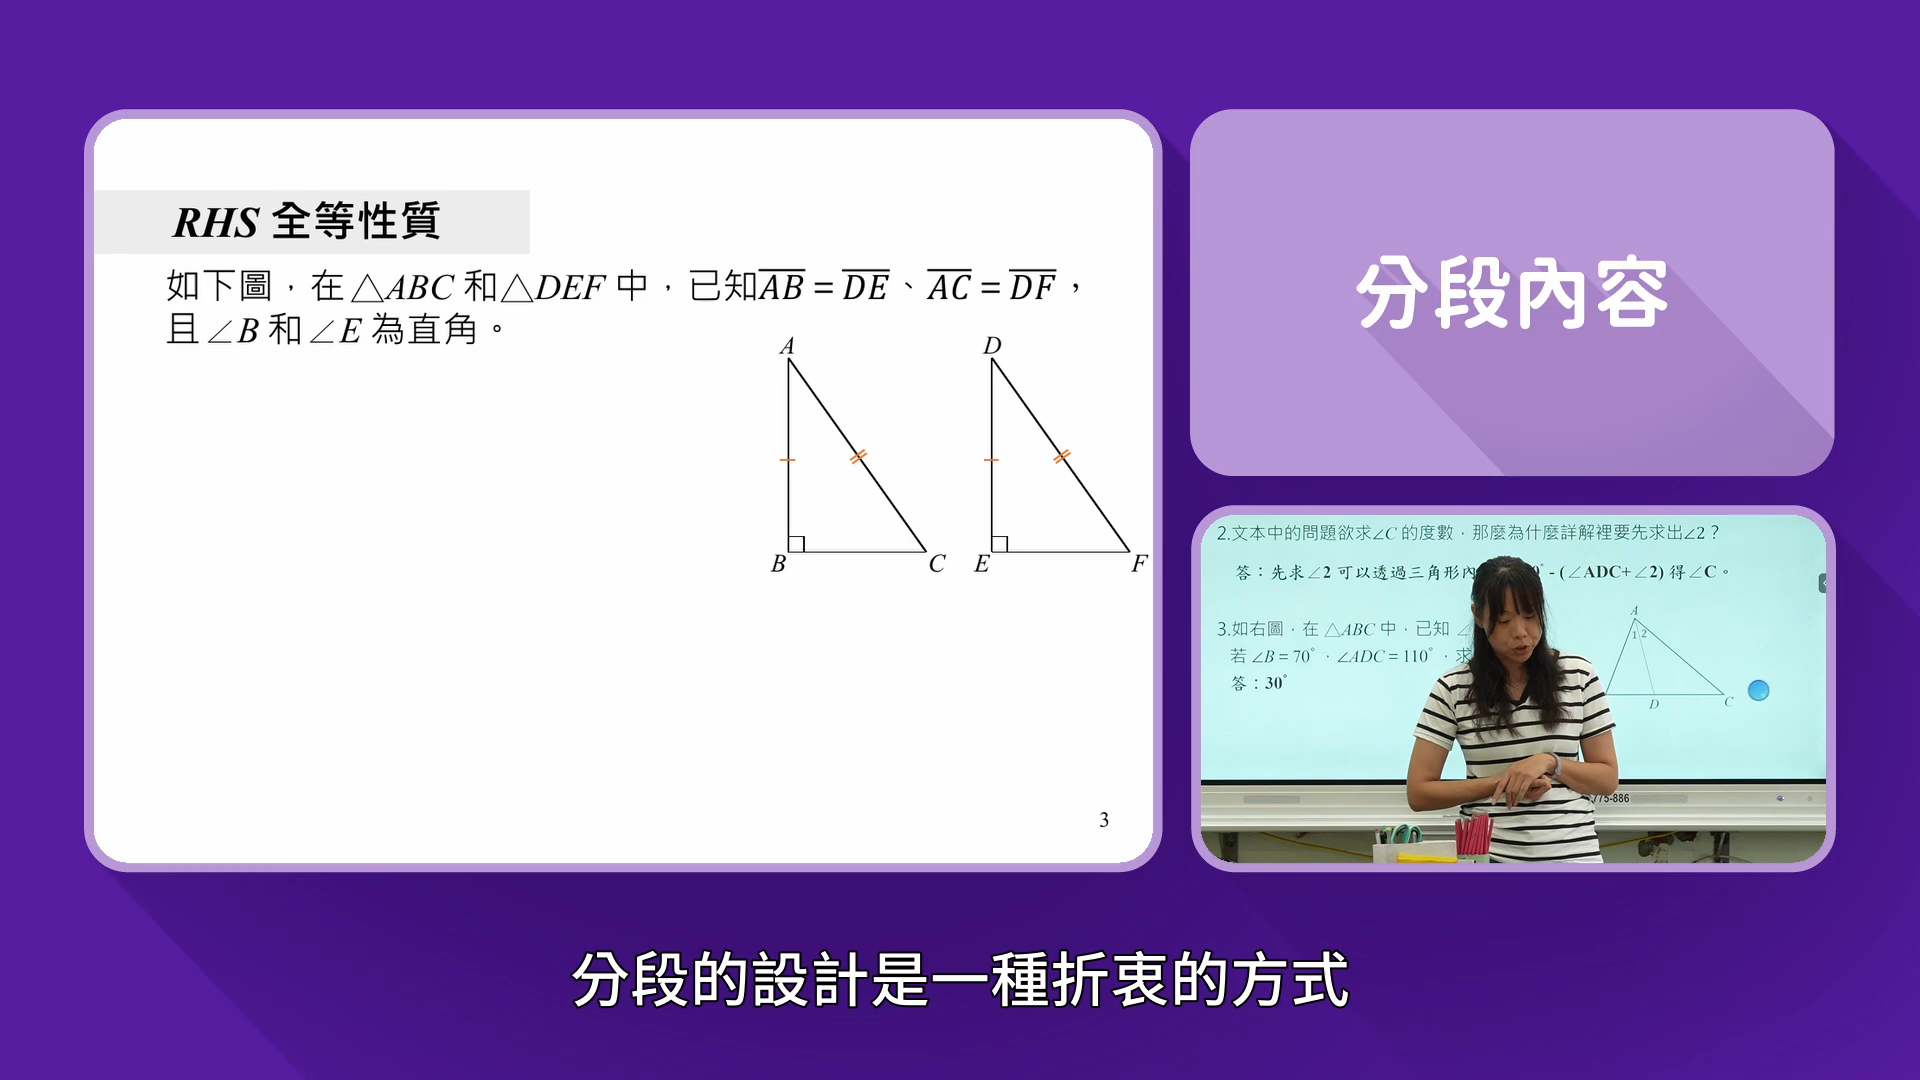 RHS 全等性質
如下圖，在△ABC 和△DEF 中，已知AB = DE、AC = DF，
且∠B 和∠E 為直角。
A
D
B
C
E
F
3
分段內容
2.文本中的問題欲求∠C 的度數，那麼為什麼詳解裡要先求出∠2？
答：先求∠2 可以透過三角形內
- (∠ADC+∠2) 得∠C。
3.如右圖，在 △ABC 中，已知 ∠
若 ∠B = 70°，∠ADC = 110°，求
答：30°
A
1 2
D
C
775-886
分段的設計是一種折衷的方式